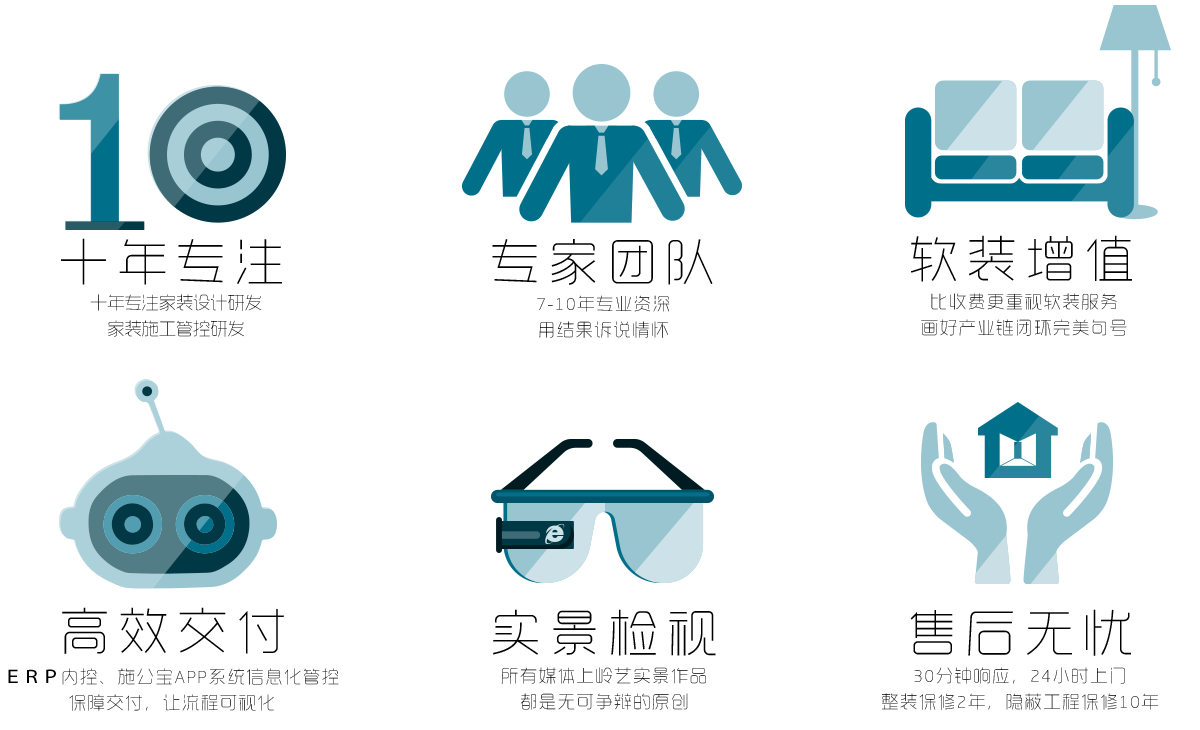 10
十年专注
十年专注家装设计研发
家装施工管控研发
专家团队
7-10年专业资深
用结果诉说情怀
软装增值
比收费更重视软装服务
画好产业链闭环完美句号
高效交付
ERP内控、施公宝APP系统信息化管控
保障交付，让流程可视化
实景检视
所有媒体上岭艺实景作品
都是无可争辩的原创
售后无忧
30分钟响应，24小时上门
整装保修2年，隐蔽工程保修10年